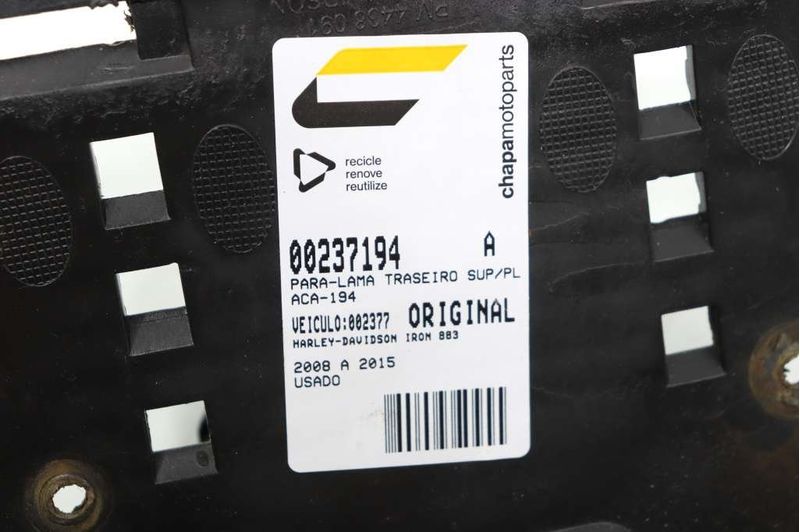 chapamotoparts
recicle
renove
reutilize
00237194 A
PARA-LAMA TRASEIRO SUP/PL
ACA-194
VEICULO:002377 ORIGINAL
HARLEY-DAVIDSON IRON 883
2008 A 2015
USADO